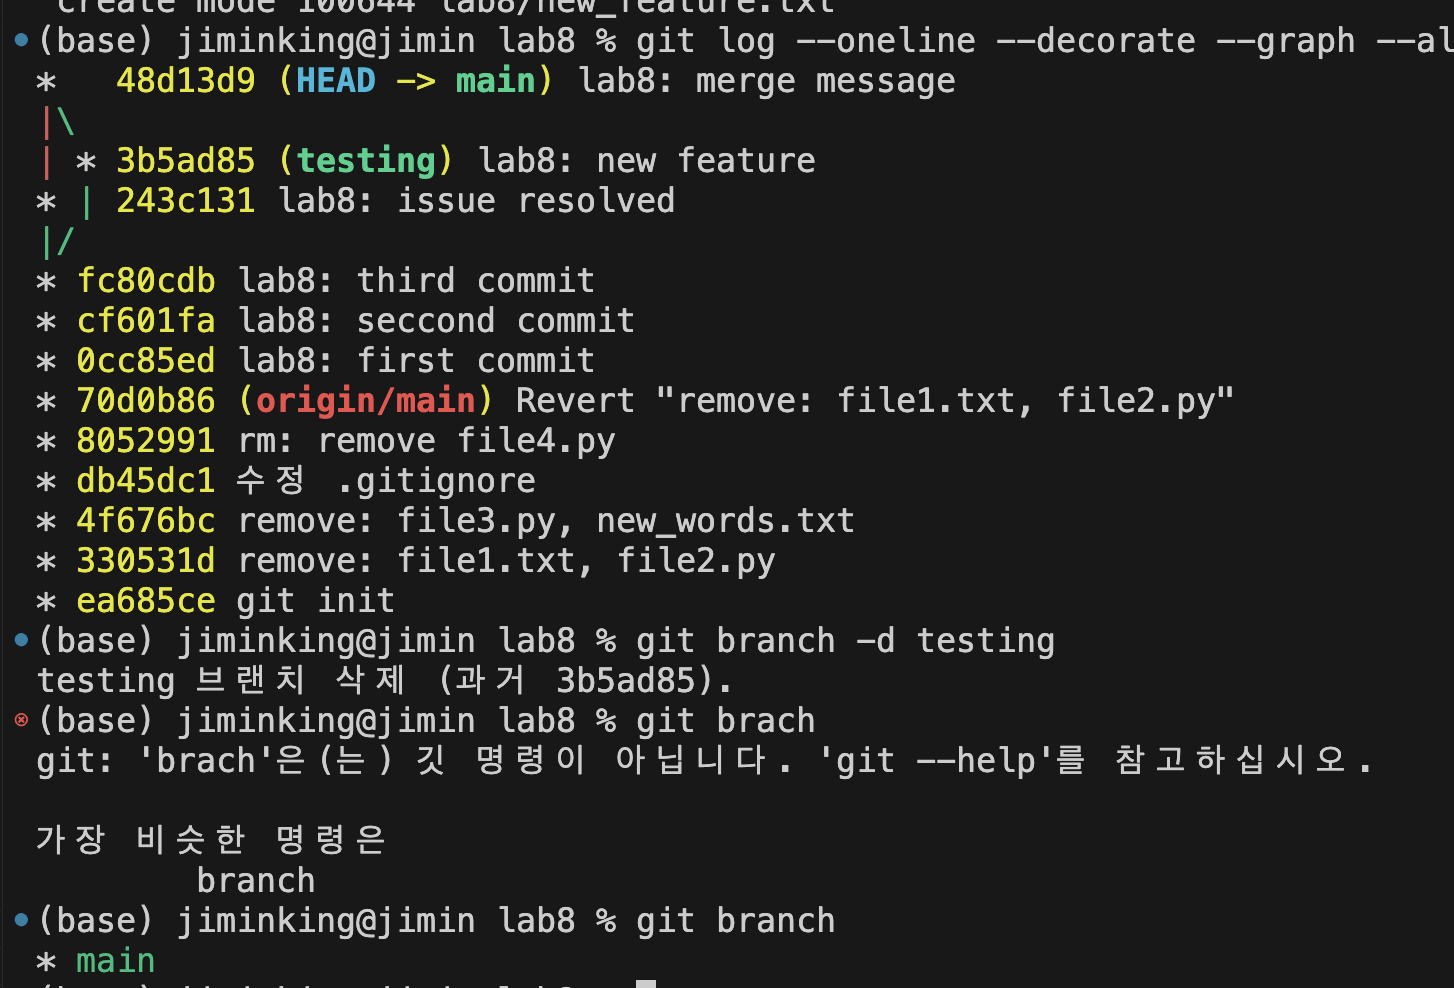 create mode 100644 lab8/new_feature.txt
(base) jiminking@jimin lab8 % git log --oneline --decorate --graph --al
*   48d13d9 (HEAD -> main) lab8: merge message
|\
| * 3b5ad85 (testing) lab8: new feature
* | 243c131 lab8: issue resolved
|/
* fc80cdb lab8: third commit
* cf601fa lab8: seccond commit
* 0cc85ed lab8: first commit
* 70d0b86 (origin/main) Revert "remove: file1.txt, file2.py"
* 8052991 rm: remove file4.py
* db45dc1 수정 .gitignore
* 4f676bc remove: file3.py, new_words.txt
* 330531d remove: file1.txt, file2.py
* ea685ce git init
(base) jiminking@jimin lab8 % git branch -d testing
testing 브랜치 삭제 (과거 3b5ad85).
(base) jiminking@jimin lab8 % git brach
git: 'brach'은(는) 깃 명령이 아닙니다. 'git --help'를 참고하십시오.
가장 비슷한 명령은
branch
(base) jiminking@jimin lab8 % git branch
* main